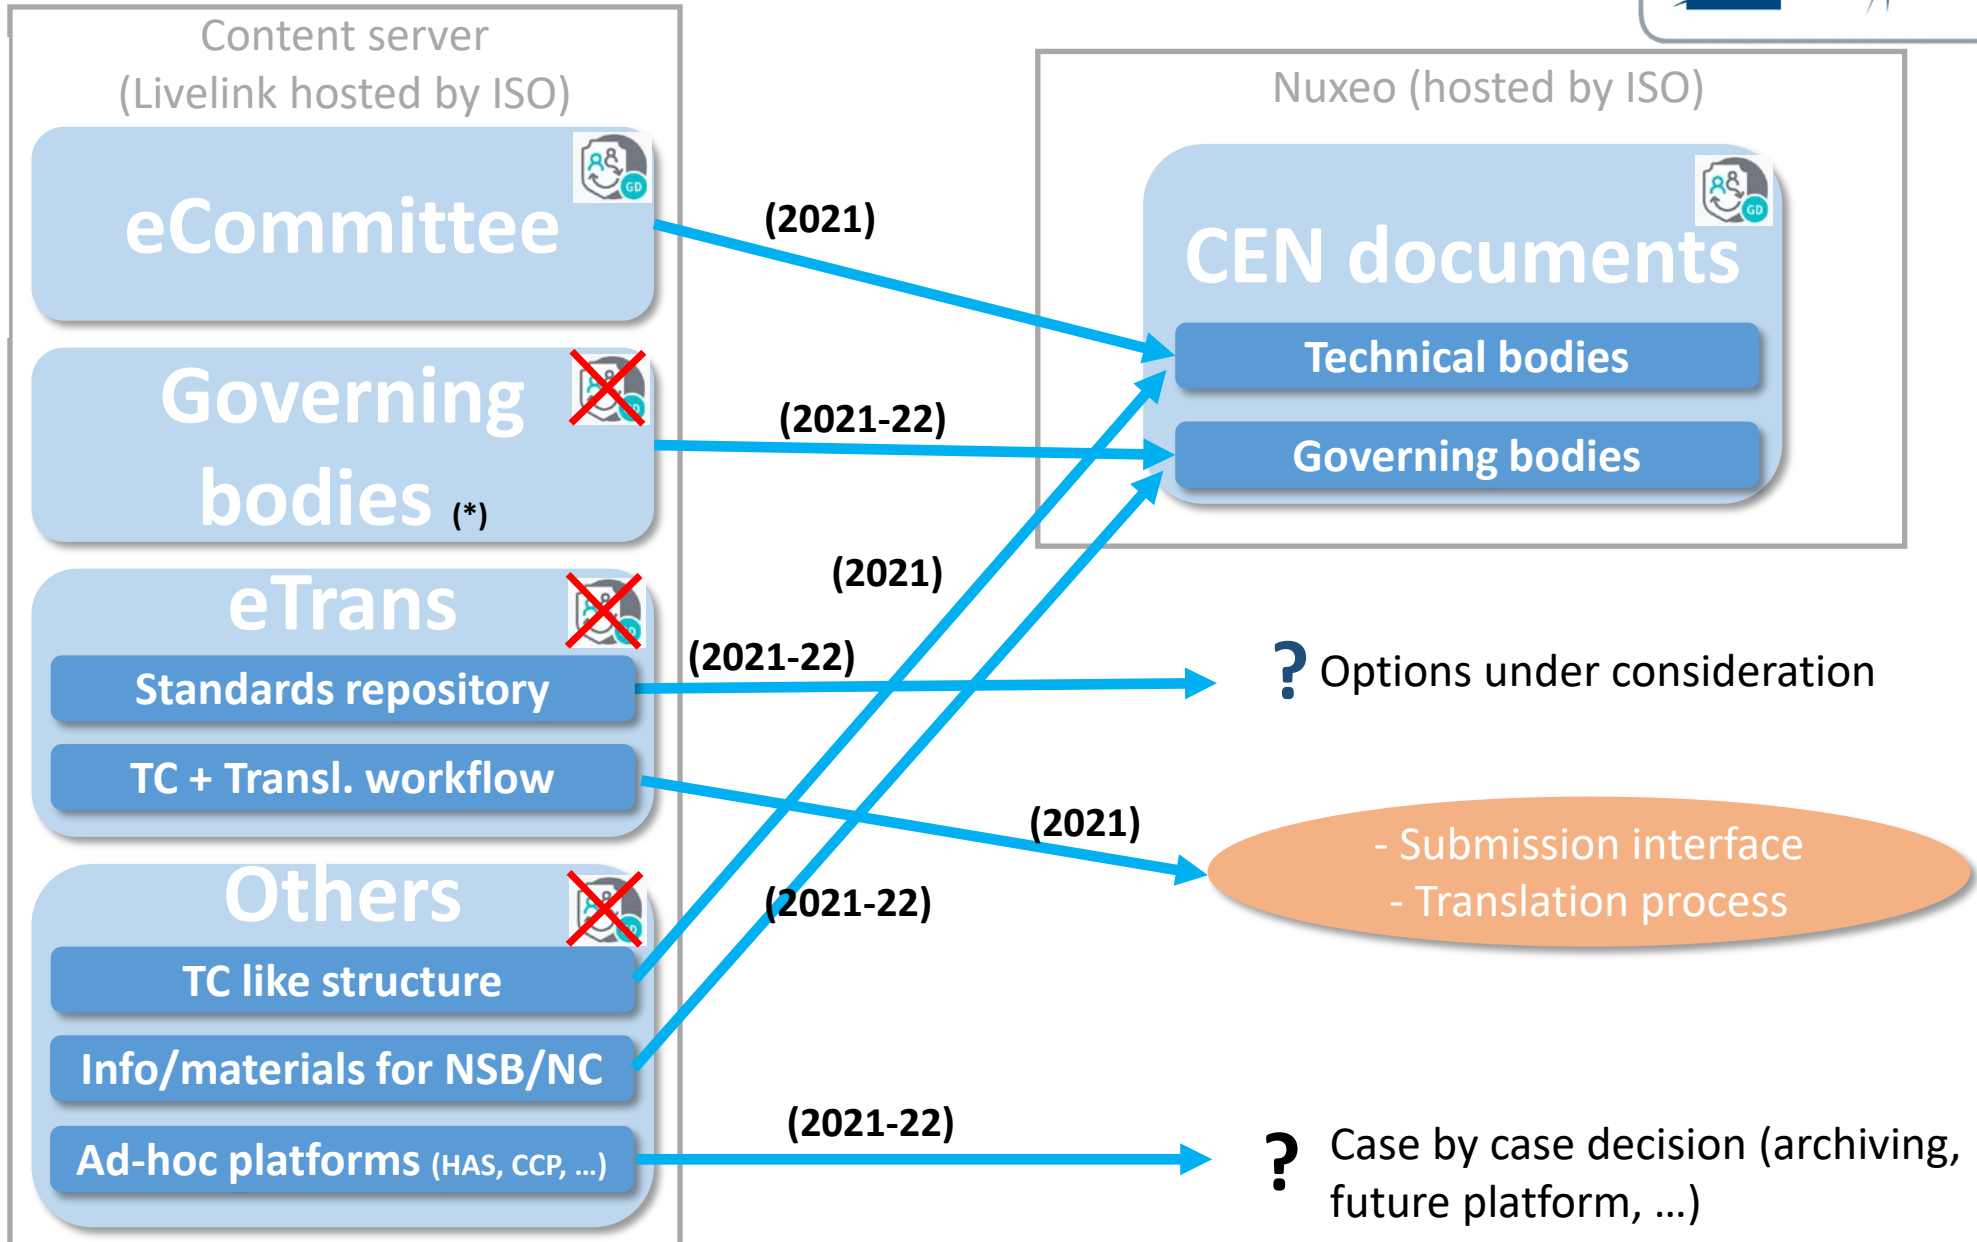 Content server
(Livelink hosted by ISO)
Nuxeo (hosted by ISO)
eCommittee
GD
(2021)
CEN documents
GD
Technical bodies
Governing bodies
Governing
bodies (*)
(2021-22)
eTrans
(2021)
Standards repository
(2021-22)
? Options under consideration
TC + Transl. workflow
(2021)
- Submission interface
- Translation process
Others
(2021-22)
TC like structure
Info/materials for NSB/NC
Ad-hoc platforms (HAS, CCP, ...)
(2021-22)
? Case by case decision (archiving,
future platform, ...)